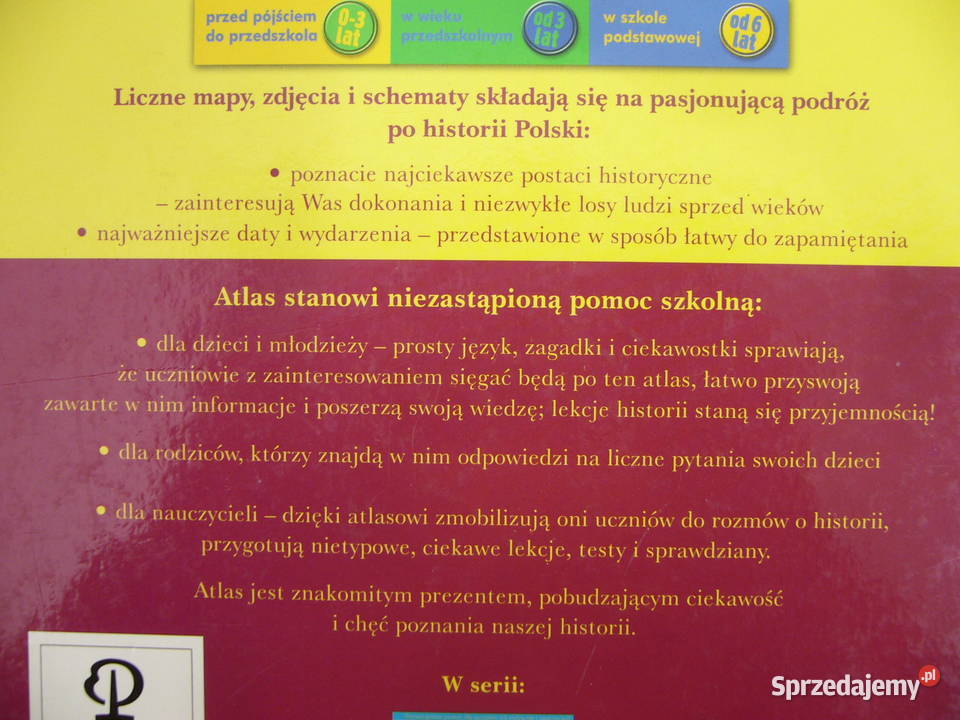 przed pójściem
do przedszkola
0-3
lat
w wieku
przedszkolnym
od 3
lat
w szkole
podstawowej
od 6
lat
Liczne mapy, zdjęcia i schematy składają się na pasjonującą podróż
po historii Polski:
• poznacie najciekawsze postaci historyczne
– zainteresują Was dokonania i niezwykłe losy ludzi sprzed wieków
• najważniejsze daty i wydarzenia – przedstawione w sposób łatwy do zapamiętania
Atlas stanowi niezastąpioną pomoc szkolną:
• dla dzieci i młodzieży – prosty język, zagadki i ciekawostki sprawiają,
że uczniowie z zainteresowaniem sięgać będą po ten atlas, łatwo przyswoją
zawarte w nim informacje i poszerzą swoją wiedzę; lekcje historii staną się przyjemnością!
• dla rodziców, którzy znajdą w nim odpowiedzi na liczne pytania swoich dzieci
• dla nauczycieli – dzięki atlasowi zmobilizują oni uczniów do rozmów o historii,
przygotują nietypowe, ciekawe lekcje, testy i sprawdziany.
Atlas jest znakomitym prezentem, pobudzającym ciekawość
i chęć poznania naszej historii.
W serii:
Sprzedajemy.pl